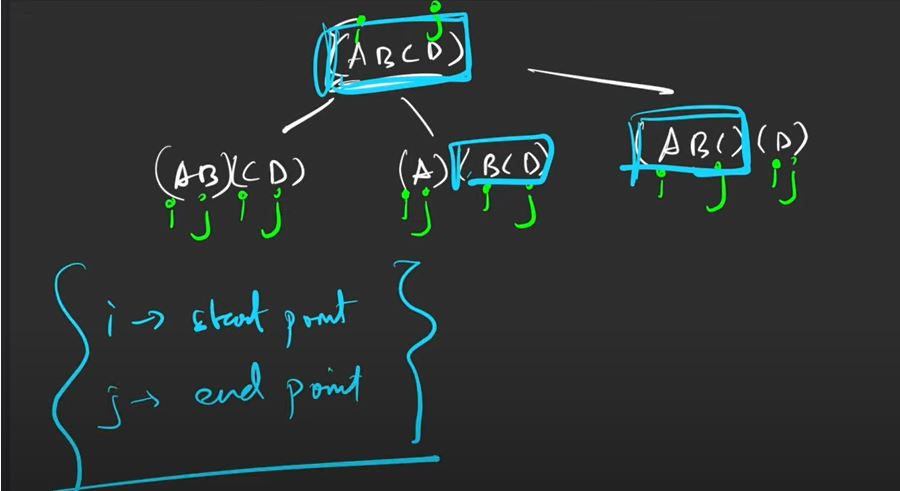 i j
(ABCD)
(AB)(CD) (A)(BCD) (ABC)(D)
i j i j i j i j i j i j
i → start point
j → end point